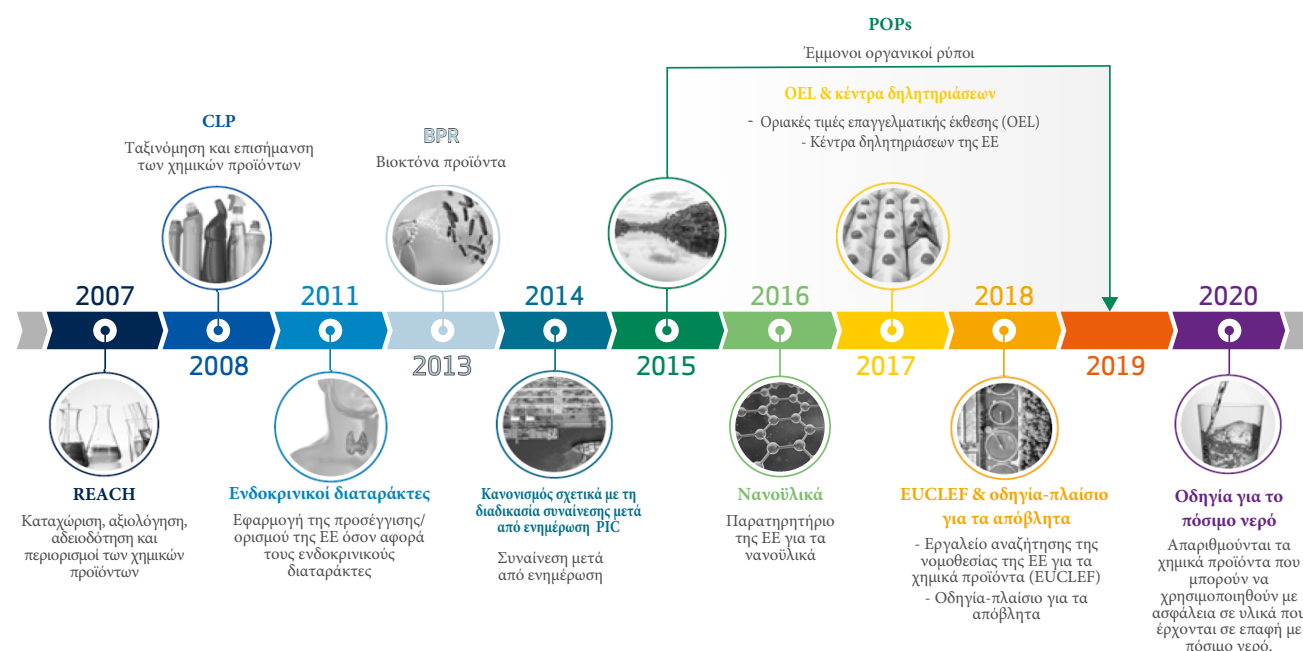 POPs
Έμμονοι οργανικοί ρύποι
OEL & κέντρα δηλητηριάσεων
- Οριακές τιμές επαγγελματικής έκθεσης (OEL)
- Κέντρα δηλητηριάσεων της ΕΕ
CLP
Ταξινόμηση και επισήμανση
των χημικών προϊόντων
BPR
Βιοκτόνα προϊόντα
2007
2008
2011
2013
2014
2015
2016
2017
2018
2019
2020
REACH
Καταχώριση, αξιολόγηση,
αδειοδότηση και
περιορισμοί των χημικών
προϊόντων
Ενδοκρινικοί διαταράκτες
Εφαρμογή της προσέγγισης/
ορισμού της ΕΕ όσον αφορά
τους ενδοκρινικούς
διαταράκτες
Κανονισμός σχετικά με τη
διαδικασία συναίνεσης μετά
από ενημέρωση PIC
Συναίνεση μετά
από ενημέρωση
Νανοϋλικά
Παρατηρητήριο
της ΕΕ για τα
νανοϋλικά
EUCLEF & οδηγία-πλαίσιο
για τα απόβλητα
- Εργαλείο αναζήτησης της
νομοθεσίας της ΕΕ για τα
χημικά προϊόντα (EUCLEF)
- Οδηγία-πλαίσιο για τα
απόβλητα
Οδηγία για το
πόσιμο νερό
Απαριθμούνται τα
χημικά προϊόντα που
μπορούν να
χρησιμοποιηθούν με
ασφάλεια σε υλικά που
έρχονται σε επαφή με
πόσιμο νερό.